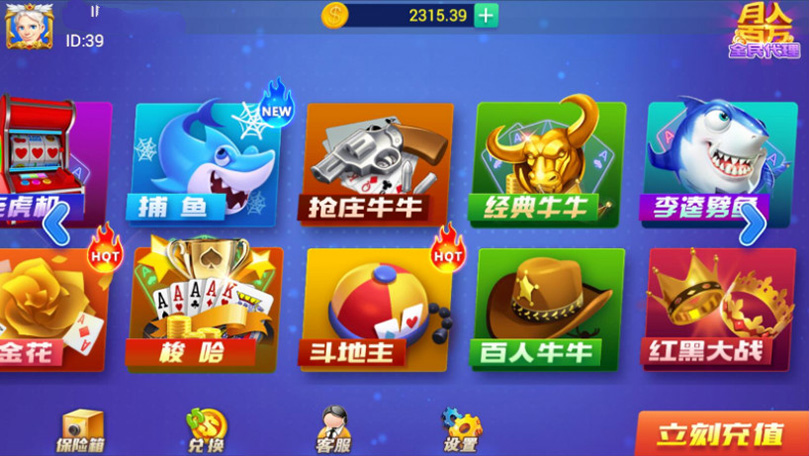 ID:39
2315.39
月入
百万
全民代理
NEW
虎机
捕鱼
抢庄牛牛
经典牛牛
李逵劈鱼
HOT
HOT
金花
梭哈
斗地主
百人牛牛
红黑大战
保险箱
兑换
客服
设置
立刻充值